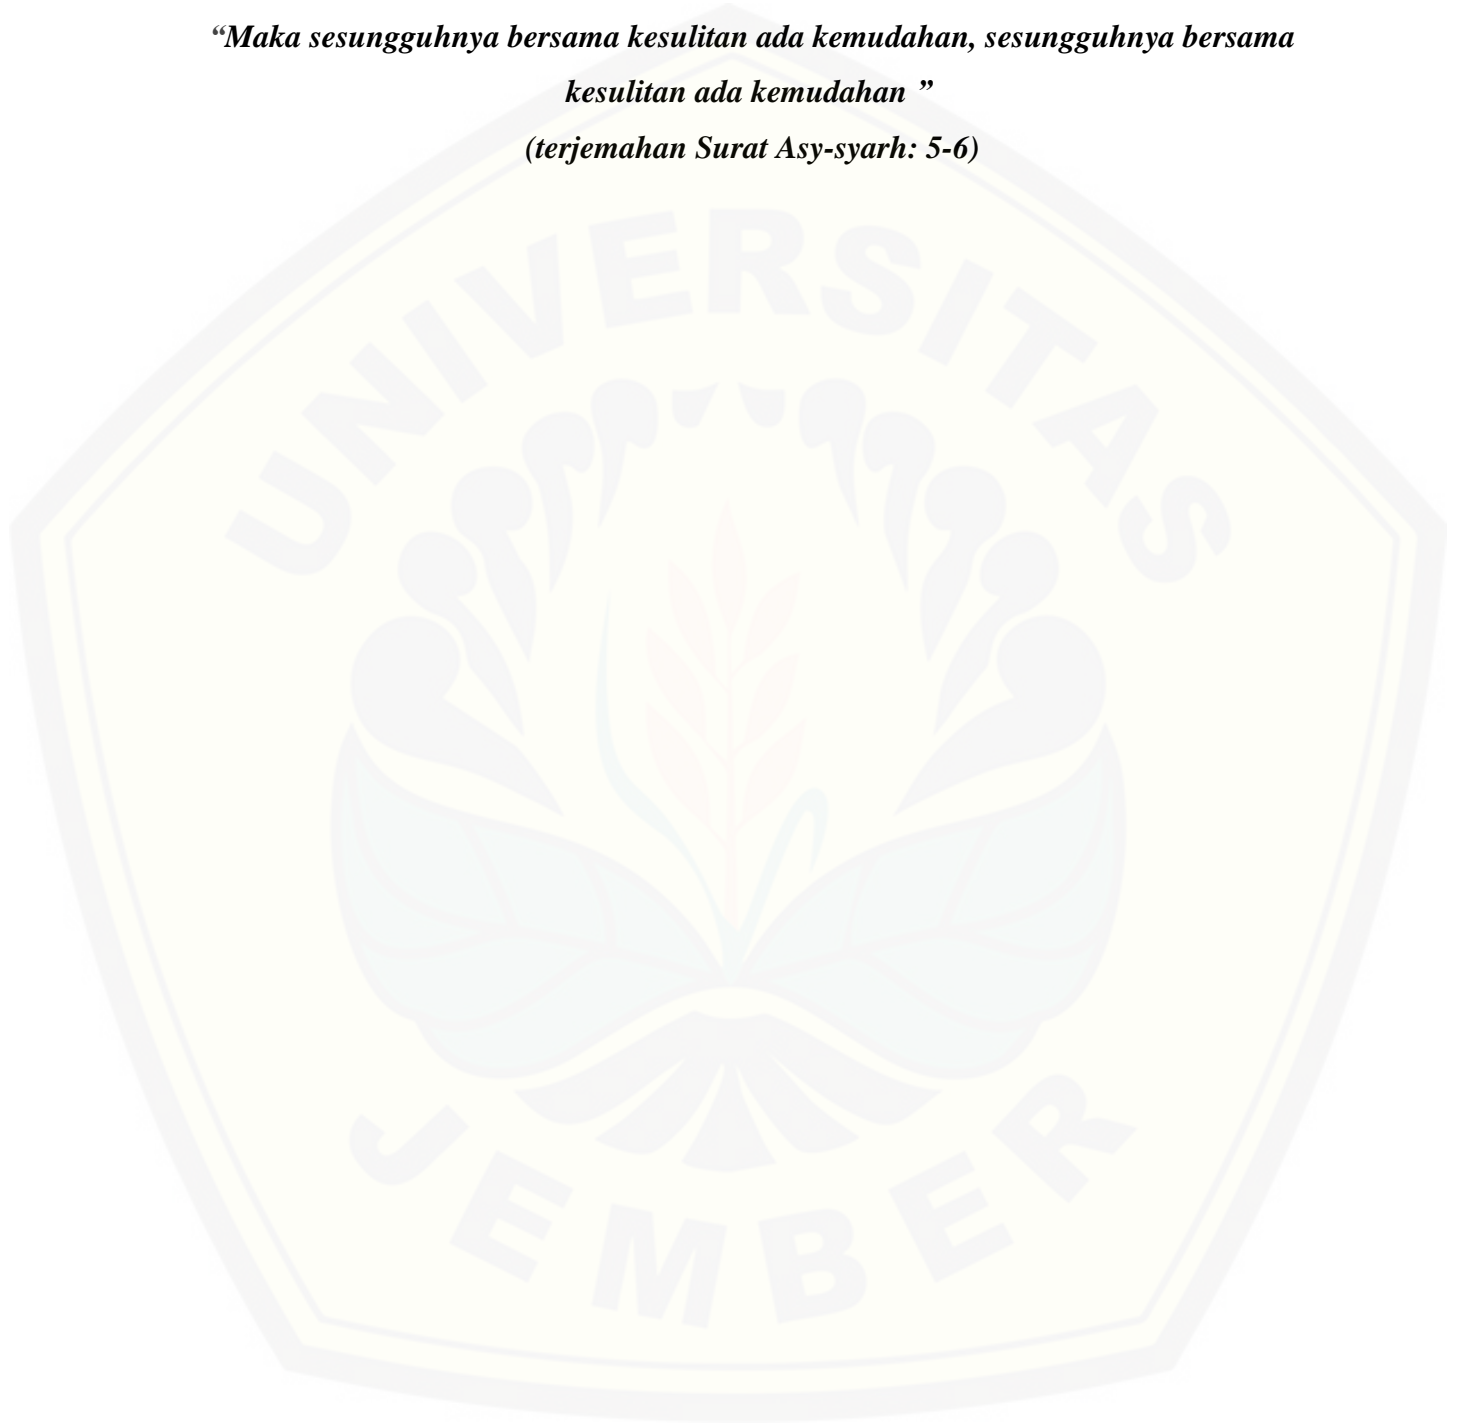 “Maka sesungguhnya bersama kesulitan ada kemudahan, sesungguhnya bersama
kesulitan ada kemudahan ”
(terjemahan Surat Asy-syarh: 5-6)
UNIVERSITAS
JEMBER